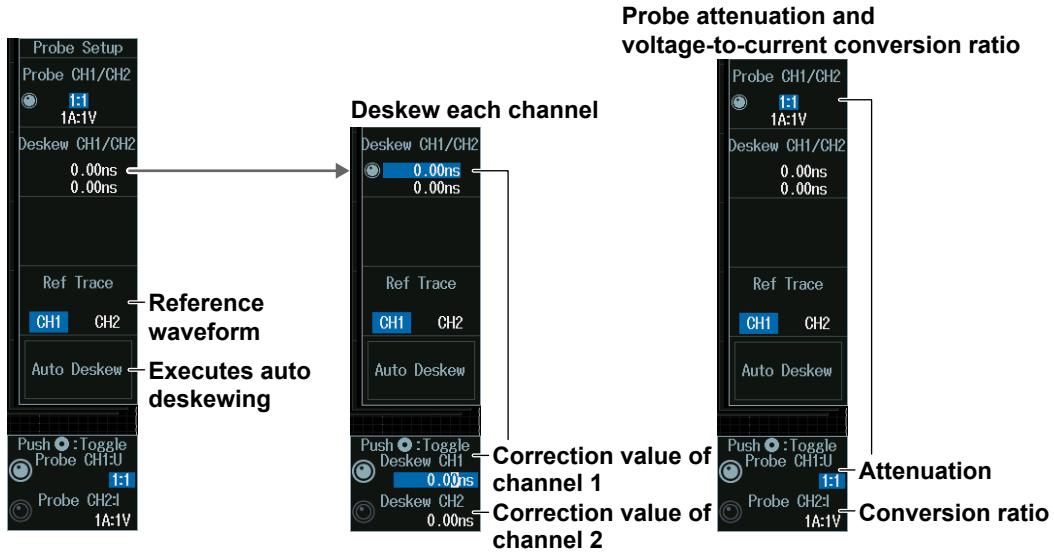 Probe Setup
Probe CH1/CH2
1:1
1A:1V
Deskew CH1/CH2
0.00ns
0.00ns
Ref Trace
CH1 CH2
Auto Deskew
Push :Toggle
Probe CH1:U
1:1
Probe CH2:I
1A:1V
Reference
waveform
Executes auto
deskewing
Deskew each channel
Deskew CH1/CH2
0.00ns
0.00ns
Ref Trace
CH1 CH2
Auto Deskew
Push :Toggle
Deskew CH1
0.00ns
Deskew CH2
0.00ns
Correction value of
channel 1
Correction value of
channel 2
Probe attenuation and
voltage-to-current conversion ratio
Probe CH1/CH2
1:1
1A:1V
Deskew CH1/CH2
0.00ns
0.00ns
Ref Trace
CH1 CH2
Auto Deskew
Push :Toggle
Probe CH1:U
1:1
Probe CH2:I
1A:1V
Attenuation
Conversion ratio